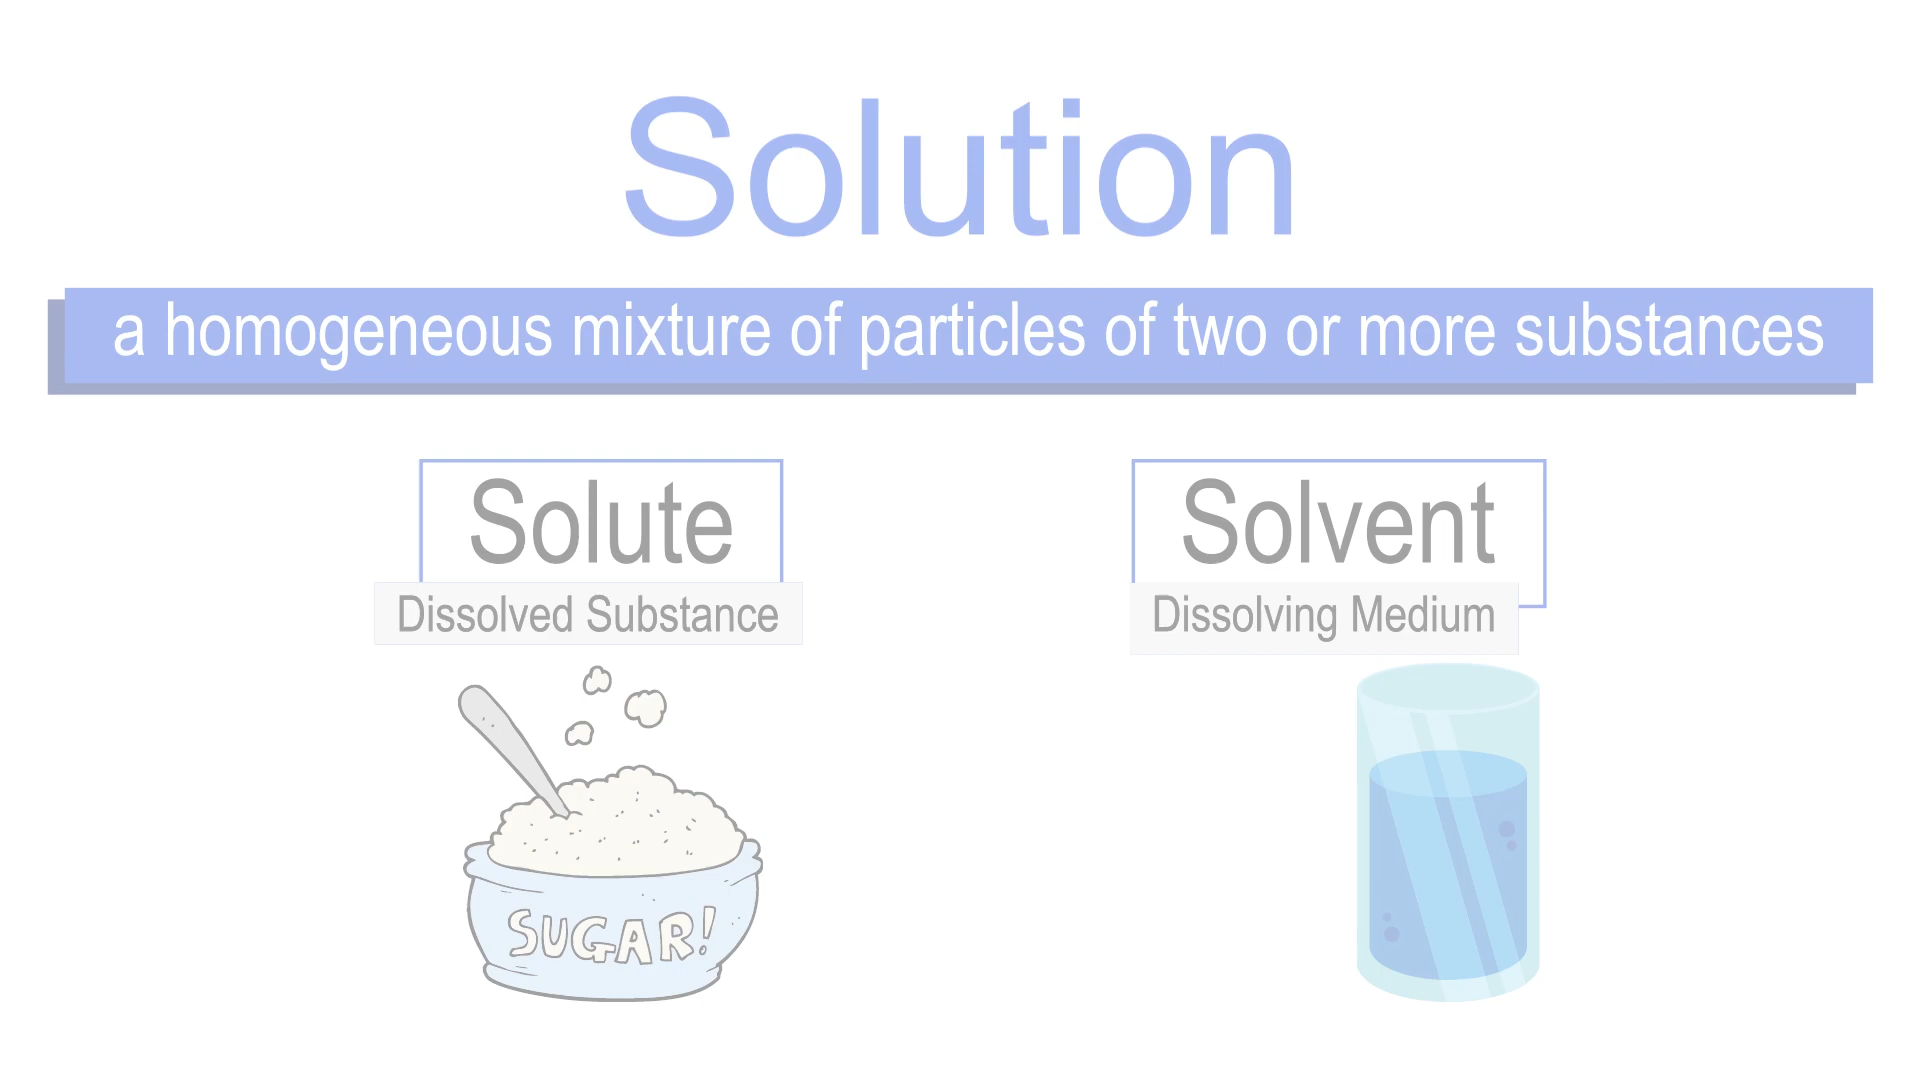 Solution
a homogeneous mixture of particles of two or more substances
Solute
Dissolved Substance
Solvent
Dissolving Medium
SUGAR!